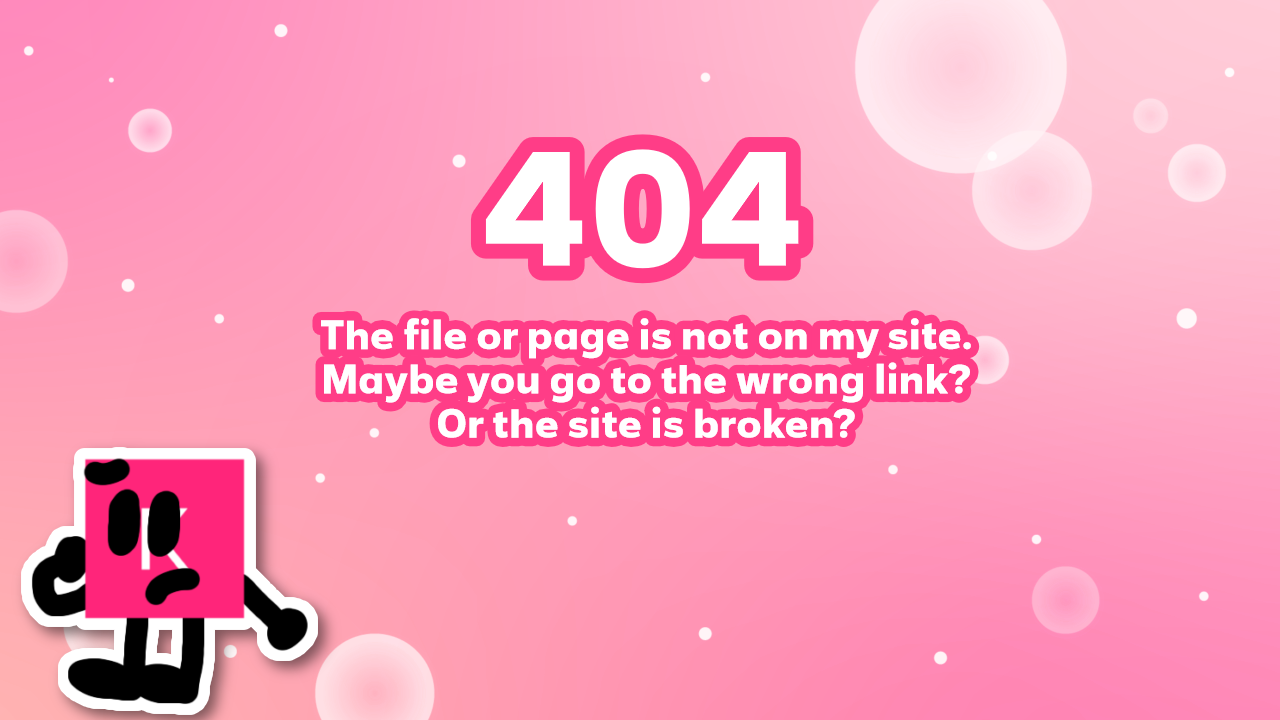 404
The file or page is not on my site.
Maybe you go to the wrong link?
Or the site is broken?
K